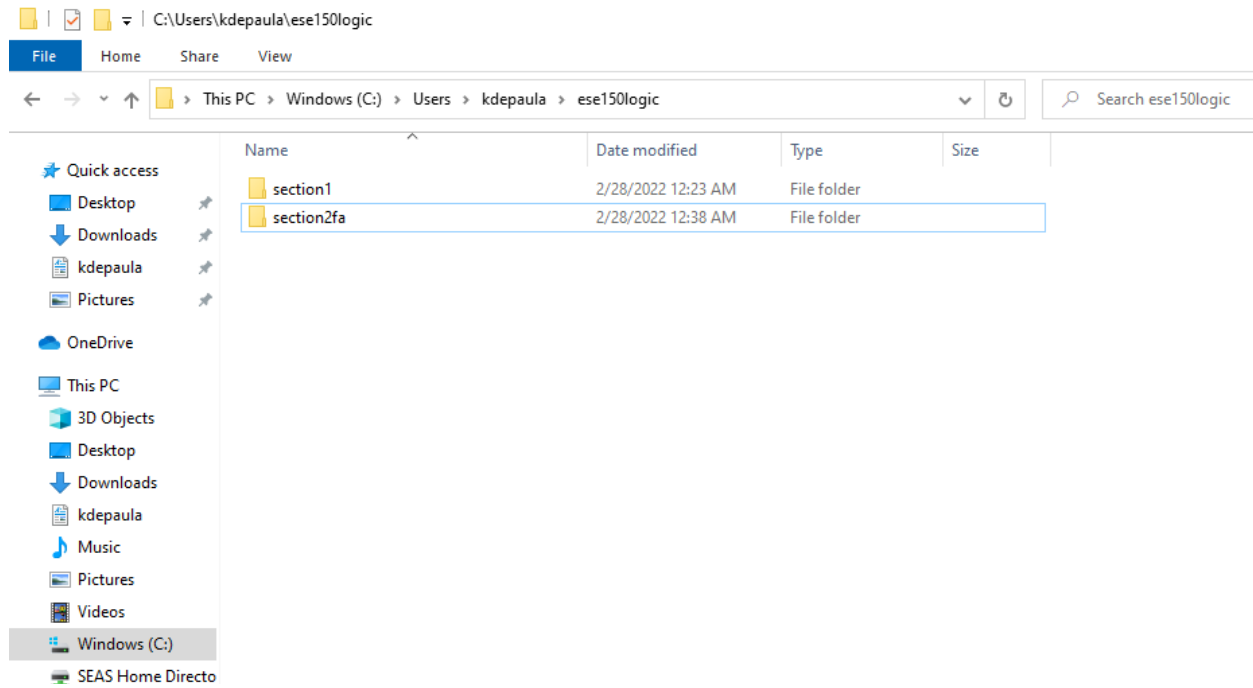 C:\Users\kdepaula\ese150logic
File Home Share View
This PC > Windows (C:) > Users > kdepaula > ese150logic
Search ese150logic
Name Date modified Type Size
section1 2/28/2022 12:23 AM File folder
section2fa 2/28/2022 12:38 AM File folder
Quick access
Desktop
Downloads
kdepaula
Pictures
OneDrive
This PC
3D Objects
Desktop
Downloads
kdepaula
Music
Pictures
Videos
Windows (C:)
SEAS Home Directo